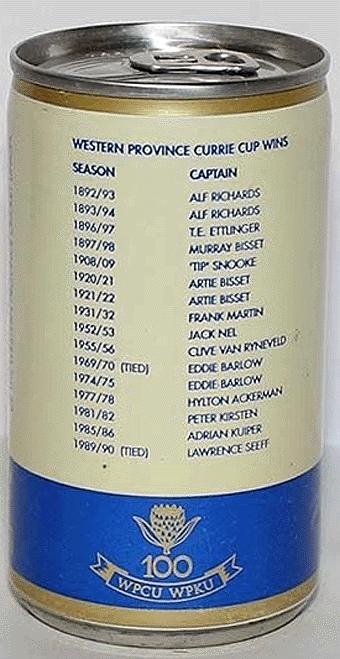 WESTERN PROVINCE CURRIE CUP WINS
SEASON CAPTAIN
1892/93 ALF RICHARDS
1893/94 ALF RICHARDS
1896/97 T.E. ETTLINGER
1897/98 MURRAY BISSET
1908/09 'TIP' SNOOKE
1920/21 ARTIE BISSET
1921/22 ARTIE BISSET
1931/32 FRANK MARTIN
1952/53 JACK NEL
1955/56 CLIVE VAN RYNEVELD
1969/70 (TIED) EDDIE BARLOW
1974/75 EDDIE BARLOW
1977/78 HYLTON ACKERMAN
1981/82 PETER KIRSTEN
1985/86 ADRIAN KUIPER
1989/90 (TIED) LAWRENCE SEEFF
100
WPCU WPKU